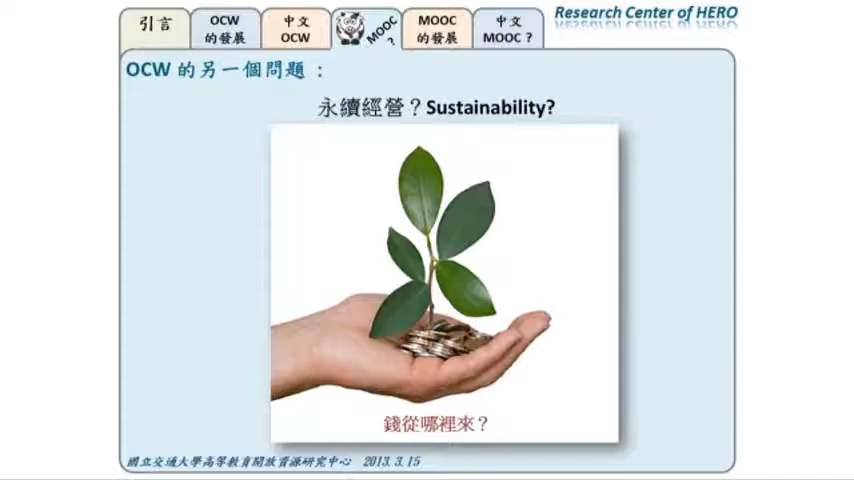 引言
OCW
的發展
中文
OCW
MOOC
?
MOOC
的發展
中文
MOOC ?
Research Center of HERO
OCW 的另一個問題 :
永續經營？Sustainability?
錢從哪裡來？
國立交通大學高等教育開放資源研究中心 2013.3.15